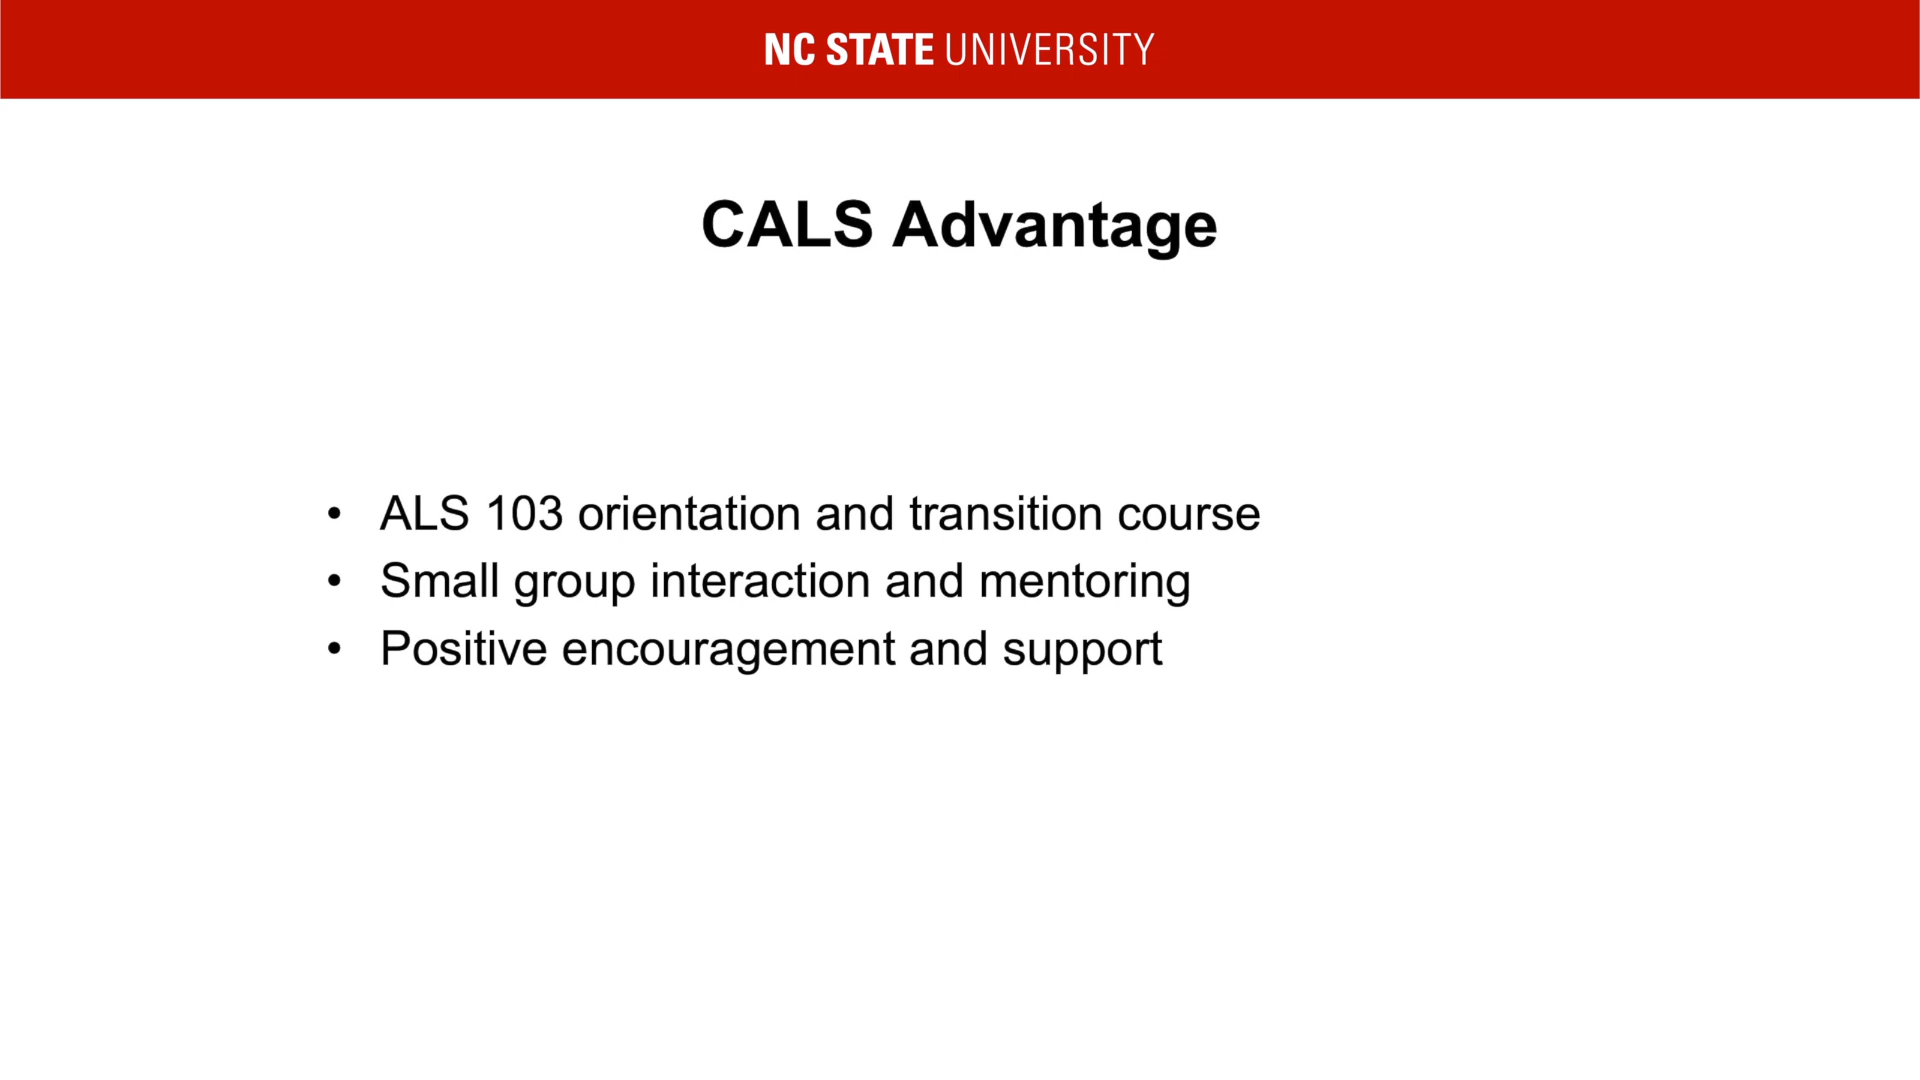 NC STATE UNIVERSITY
CALS Advantage
• ALS 103 orientation and transition course
• Small group interaction and mentoring
• Positive encouragement and support